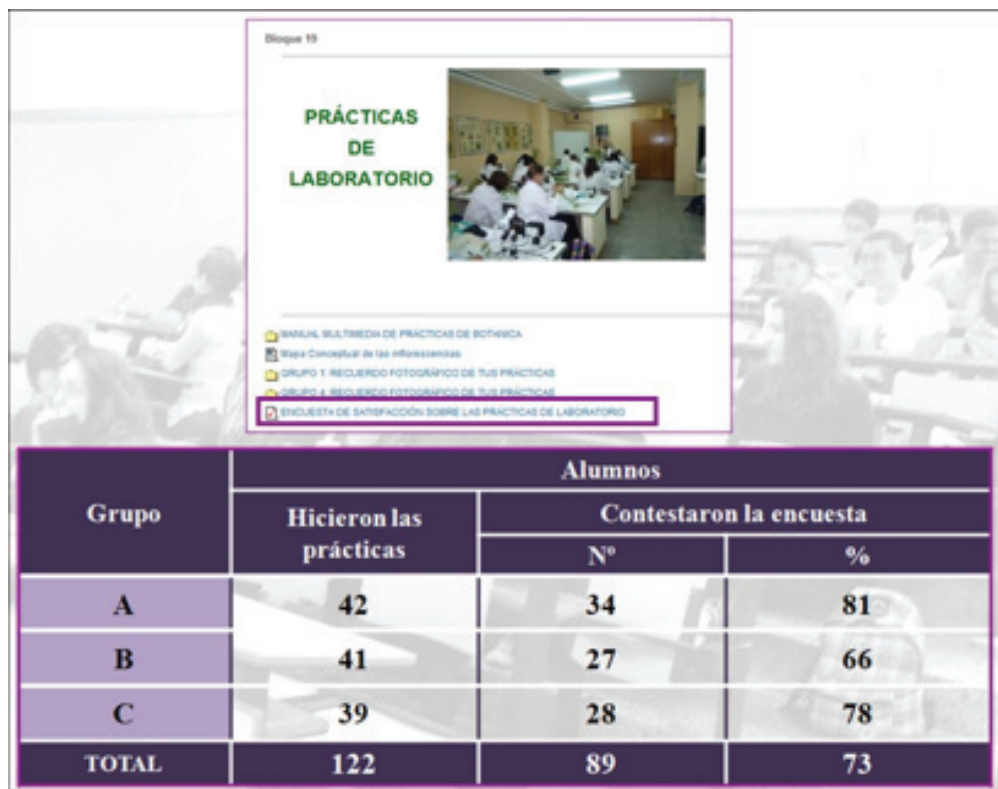 Bloque 19
PRÁCTICAS
DE
LABORATORIO
MANUAL MULTIMEDIA DE PRÁCTICAS DE BOTANICA
Mapa Conceptual de las inflorescencias
GRUPO 1: RECUERDO FOTOGRÁFICO DE TUS PRÁCTICAS
GRUPO 4: RECUERDO FOTOGRÁFICO DE TUS PRÁCTICAS
ENCUESTA DE SATISFACCIÓN SOBRE LAS PRÁCTICAS DE LABORATORIO
Grupo
Alumnos
Hicieron las
prácticas
Contestaron la encuesta
Nº
%
A 42 34 81
B 41 27 66
C 39 28 78
TOTAL 122 89 73